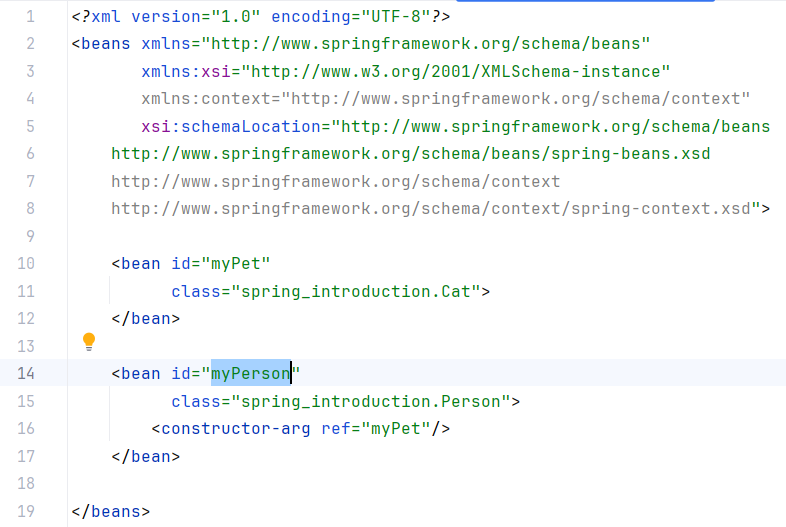 1 <?xml version="1.0" encoding="UTF-8"?>
2 <beans xmlns="http://www.springframework.org/schema/beans"
3 xmlns:xsi="http://www.w3.org/2001/XMLSchema-instance"
4 xmlns:context="http://www.springframework.org/schema/context"
5 xsi:schemaLocation="http://www.springframework.org/schema/beans
6 http://www.springframework.org/schema/beans/spring-beans.xsd
7 http://www.springframework.org/schema/context
8 http://www.springframework.org/schema/context/spring-context.xsd">
9
10 <bean id="myPet"
11 class="spring_introduction.Cat">
12 </bean>
13
14 <bean id="myPerson"
15 class="spring_introduction.Person">
16 <constructor-arg ref="myPet"/>
17 </bean>
18
19 </beans>